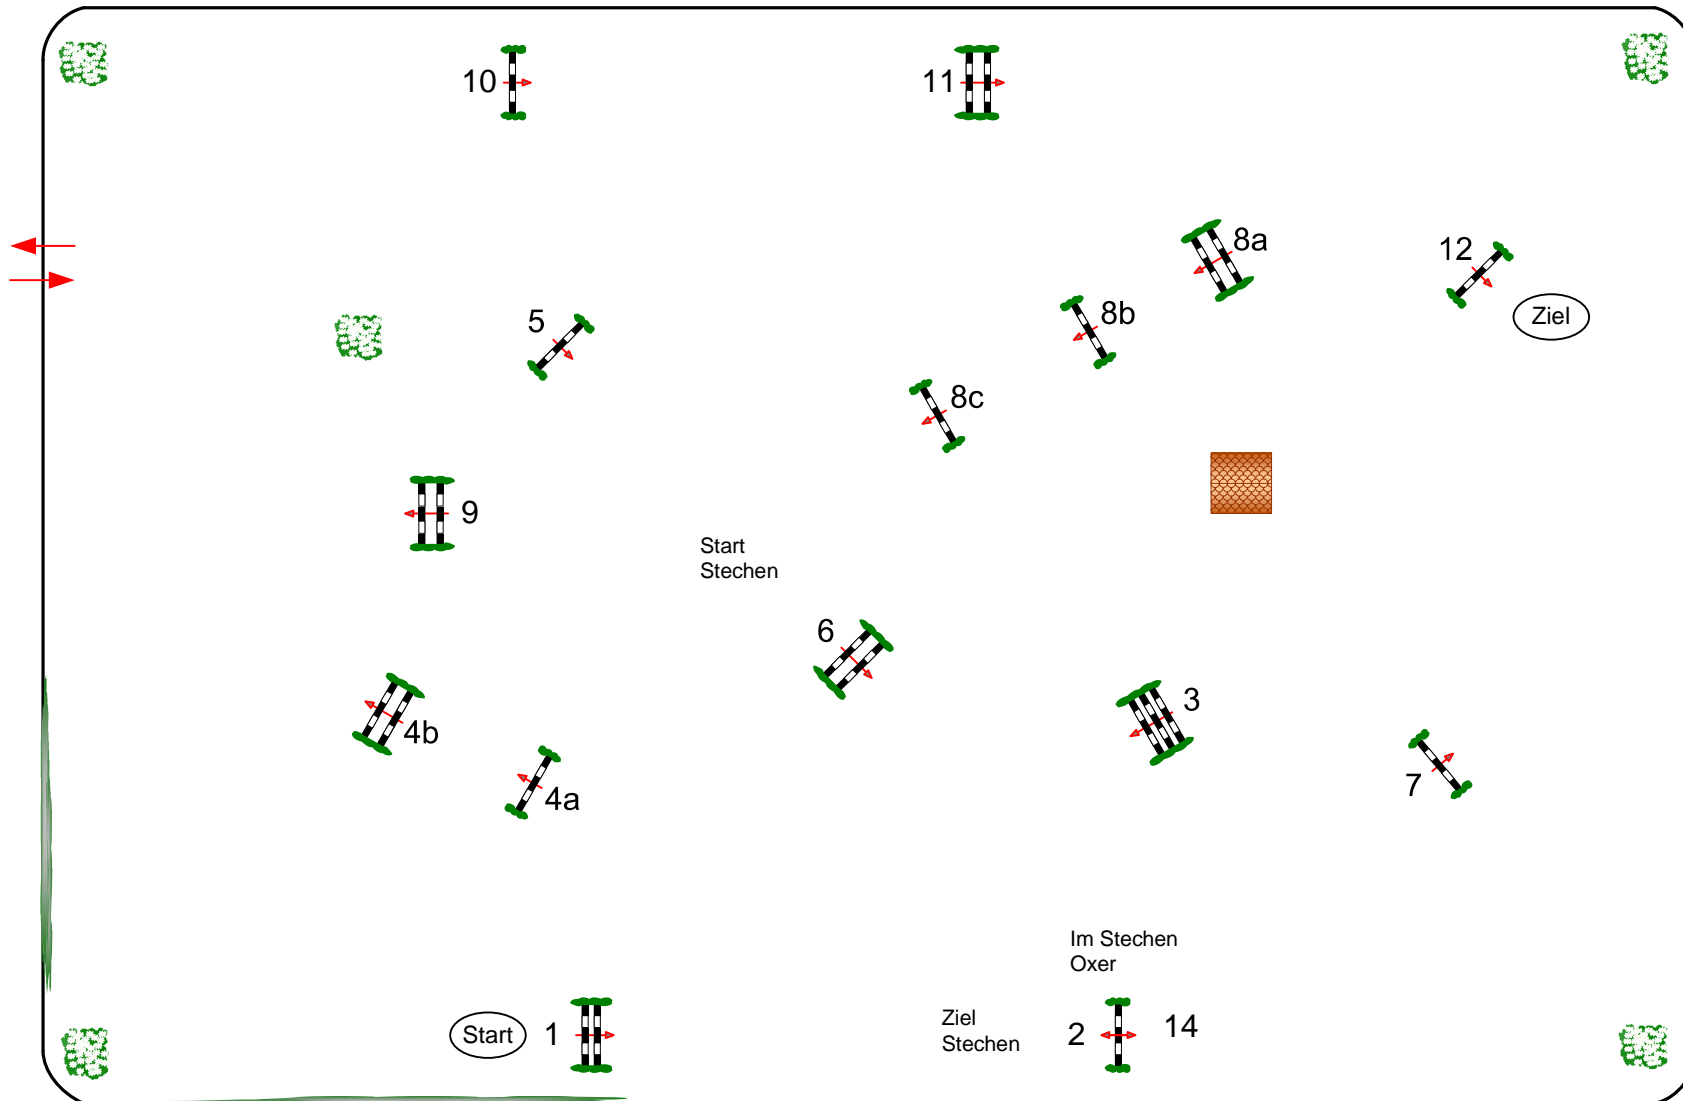 10
11
8a
12
8b
Ziel
5
8c
9
Start
Stechen
6
3
4b
7
4a
Im Stechen
Oxer
Ziel
Stechen
Start
1
2
14